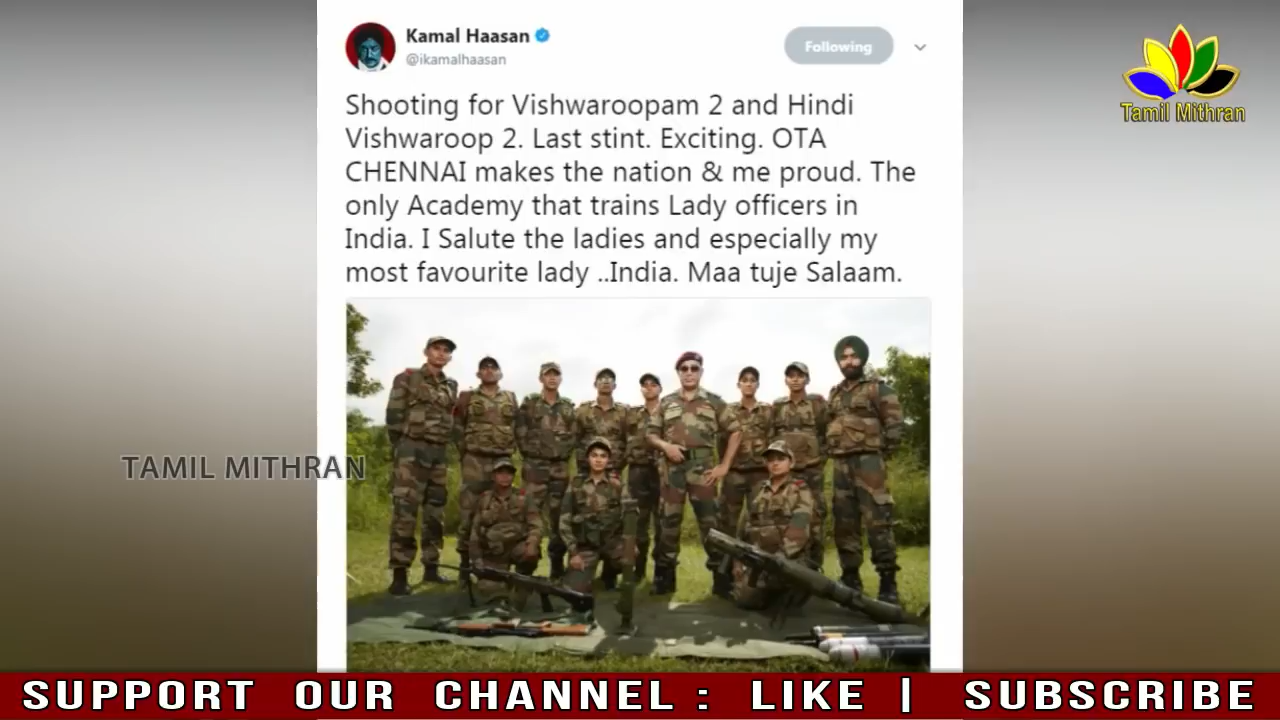 Kamal Haasan
@ikamalhaasan
Following
Shooting for Vishwaroopam 2 and Hindi
Vishwaroop 2. Last stint. Exciting. OTA
CHENNAI makes the nation & me proud. The
only Academy that trains Lady officers in
India. I Salute the ladies and especially my
most favourite lady ..India. Maa tuje Salaam.
Tamil Mithran
TAMIL MITHRAN
SUPPORT OUR CHANNEL : LIKE | SUBSCRIBE